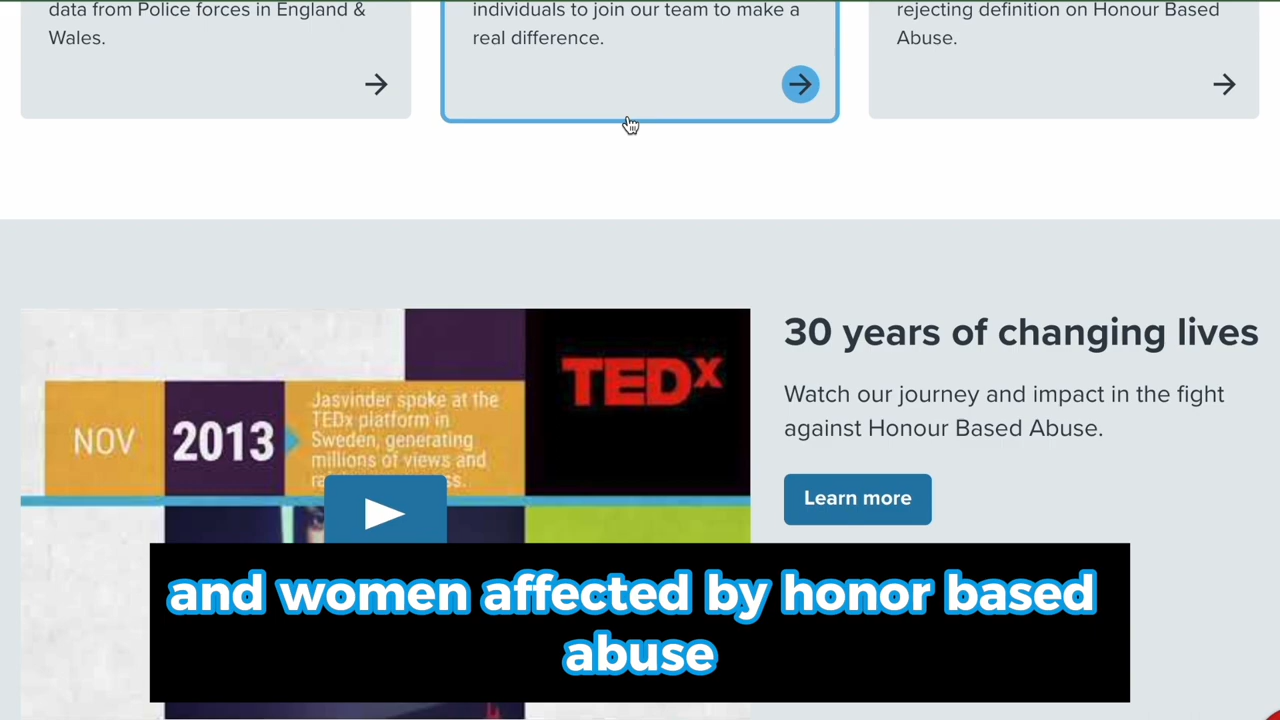 data from Police forces in England &
Wales.
individuals to join our team to make a
real difference.
rejecting definition on Honour Based
Abuse.
NOV
2013
Jasvinder spoke at the
TEDx platform in
Sweden, generating
millions of views and
TEDx
30 years of changing lives
Watch our journey and impact in the fight
against Honour Based Abuse.
Learn more
and women affected by honor based
abuse